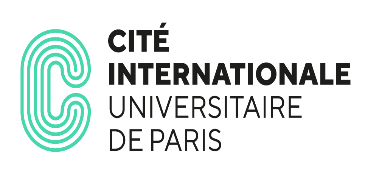 CITÉ
INTERNATIONALE
UNIVERSITAIRE
DE PARIS